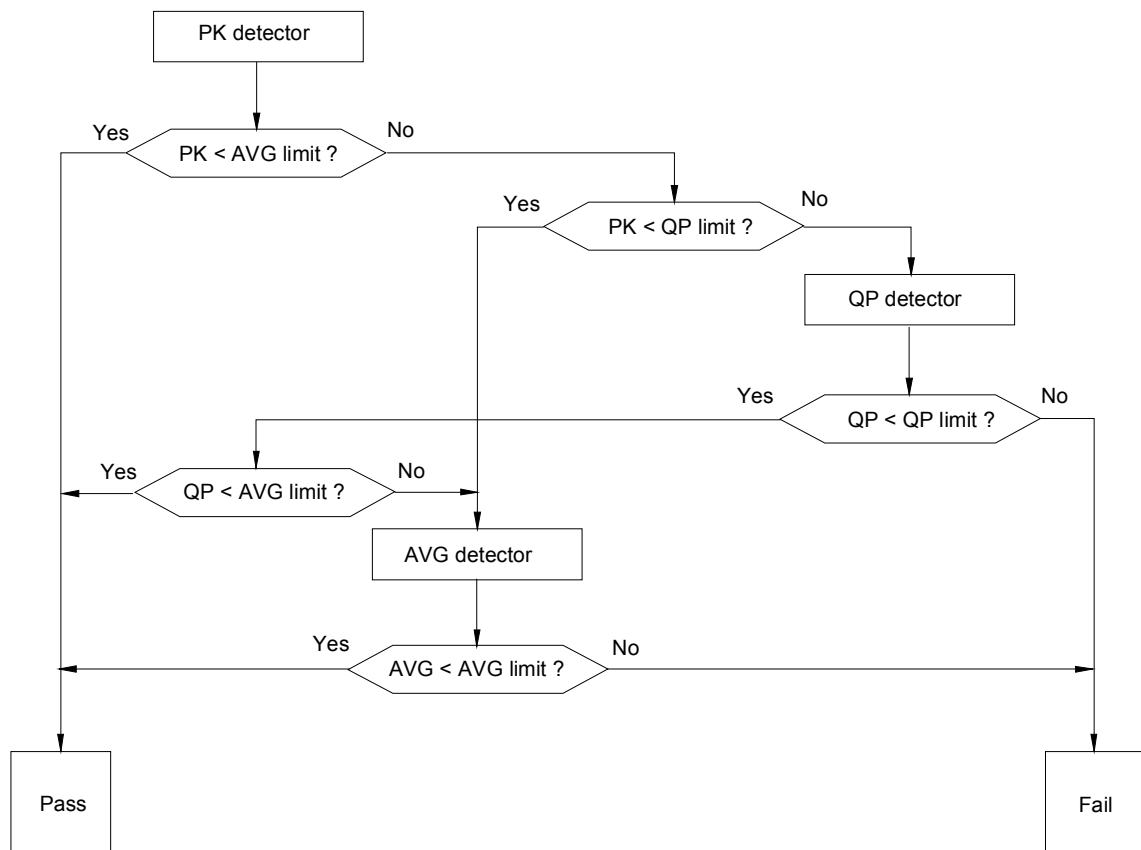 PK detector
Yes
No
PK < AVG limit ?
Yes
No
PK < QP limit ?
QP detector
Yes
No
QP < QP limit ?
Yes
No
QP < AVG limit ?
AVG detector
Yes
No
AVG < AVG limit ?
Pass
Fail